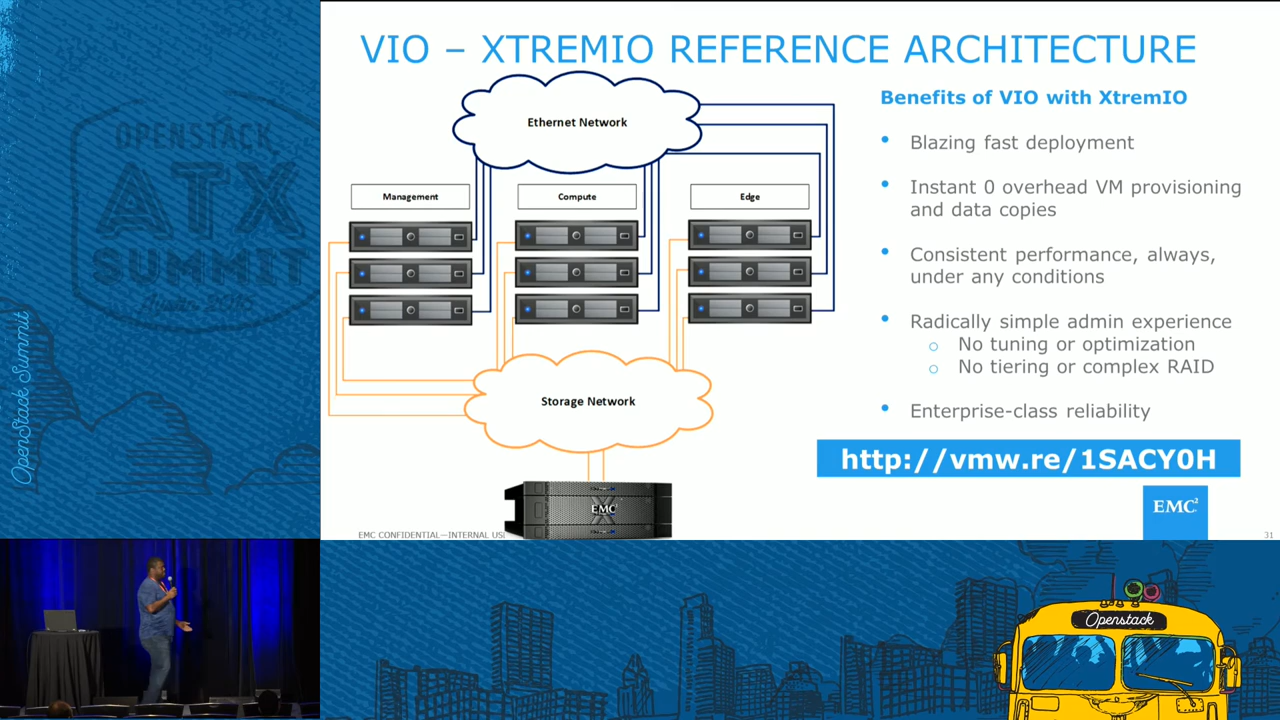 VIO – XTREMIO REFERENCE ARCHITECTURE
Ethernet Network
Management
Compute
Edge
Storage Network
EMC²
Benefits of VIO with XtremIO
Blazing fast deployment
Instant 0 overhead VM provisioning
and data copies
Consistent performance, always,
under any conditions
Radically simple admin experience
No tuning or optimization
No tiering or complex RAID
Enterprise-class reliability
http://vmw.re/1SACY0H
EMC²
EMC CONFIDENTIAL—INTERNAL US
31
OPENSTACK
ATX
SUMMIT
OpenStack Summit
Openstack